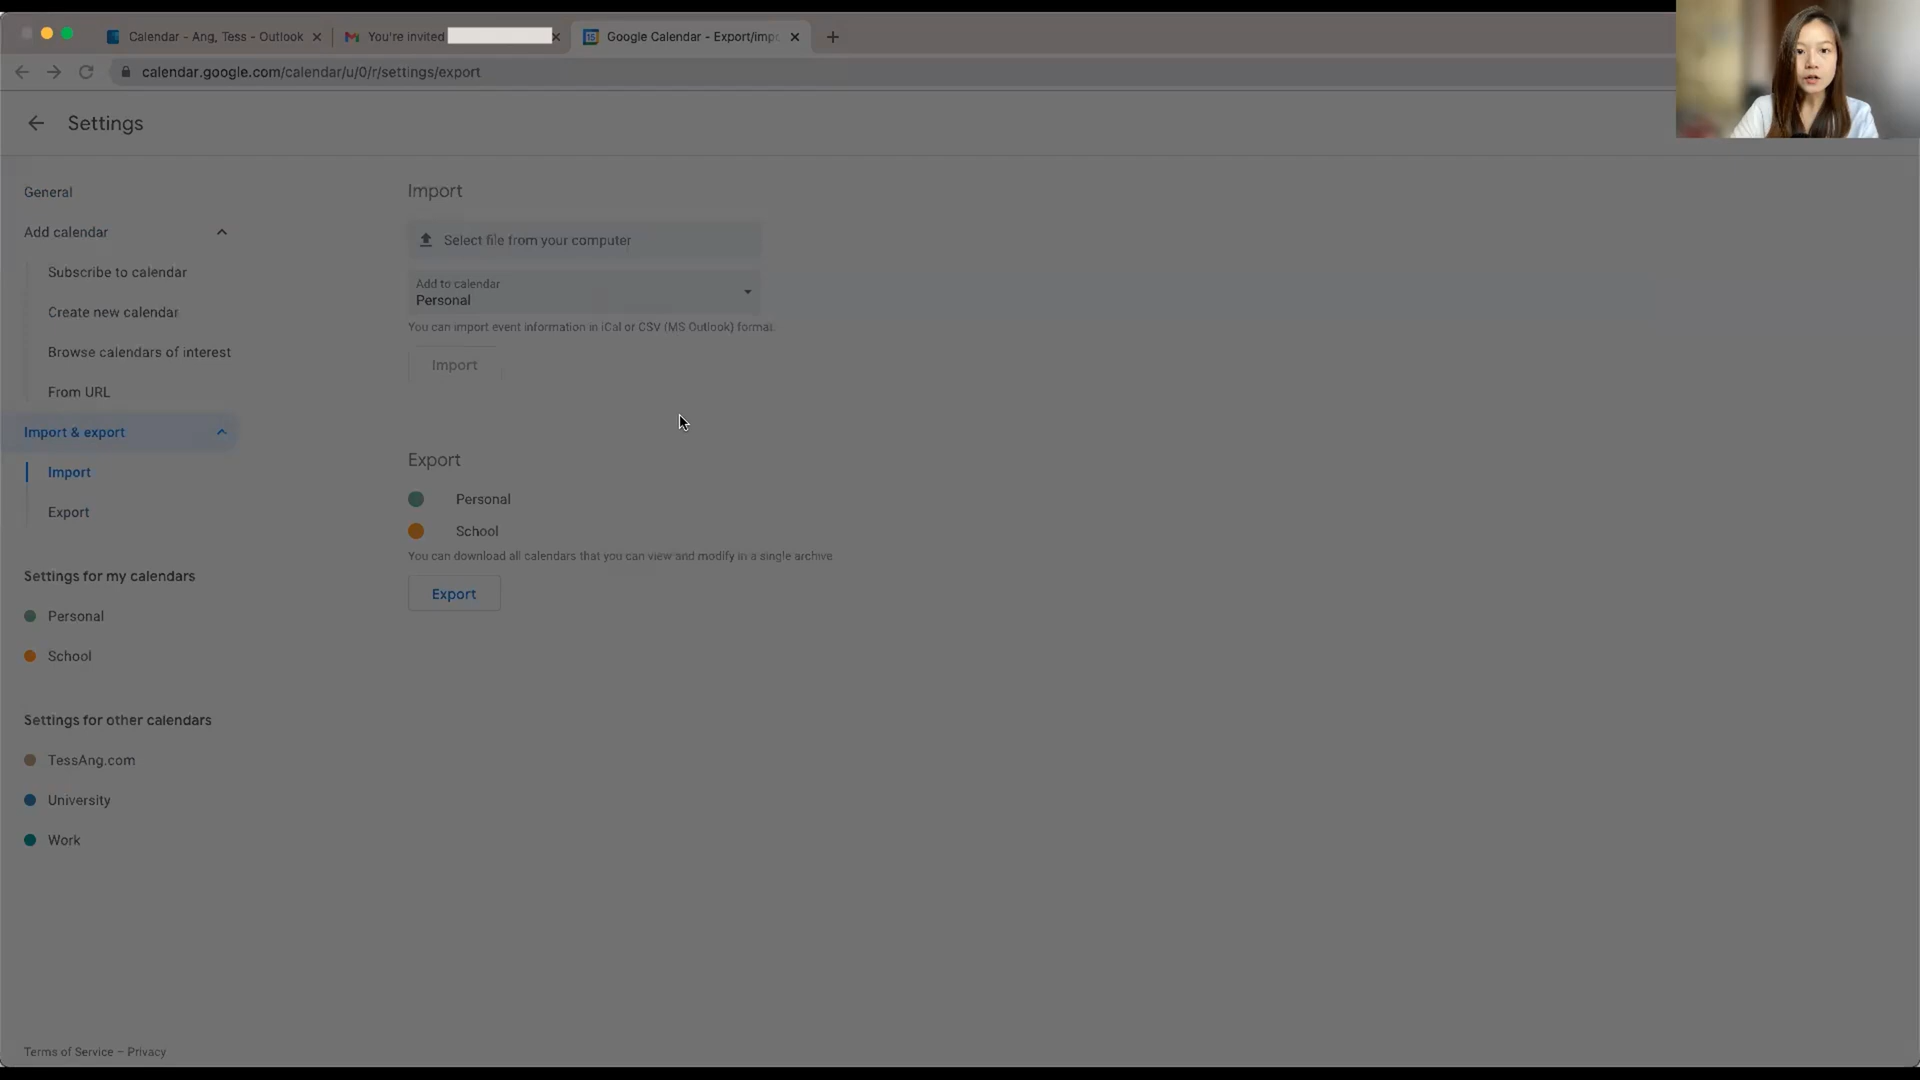 Calendar - Ang, Tess - Outlook
You're invited
Google Calendar - Export/impo
calendar.google.com/calendar/u/0/r/settings/export
Settings
General
Add calendar
Subscribe to calendar
Create new calendar
Browse calendars of interest
From URL
Import & export
Import
Export
Settings for my calendars
Personal
School
Settings for other calendars
TessAng.com
University
Work
Import
Select file from your computer
Add to calendar
Personal
You can import event information in iCal or CSV (MS Outlook) format.
Import
Export
Personal
School
You can download all calendars that you can view and modify in a single archive.
Export
Terms of Service – Privacy